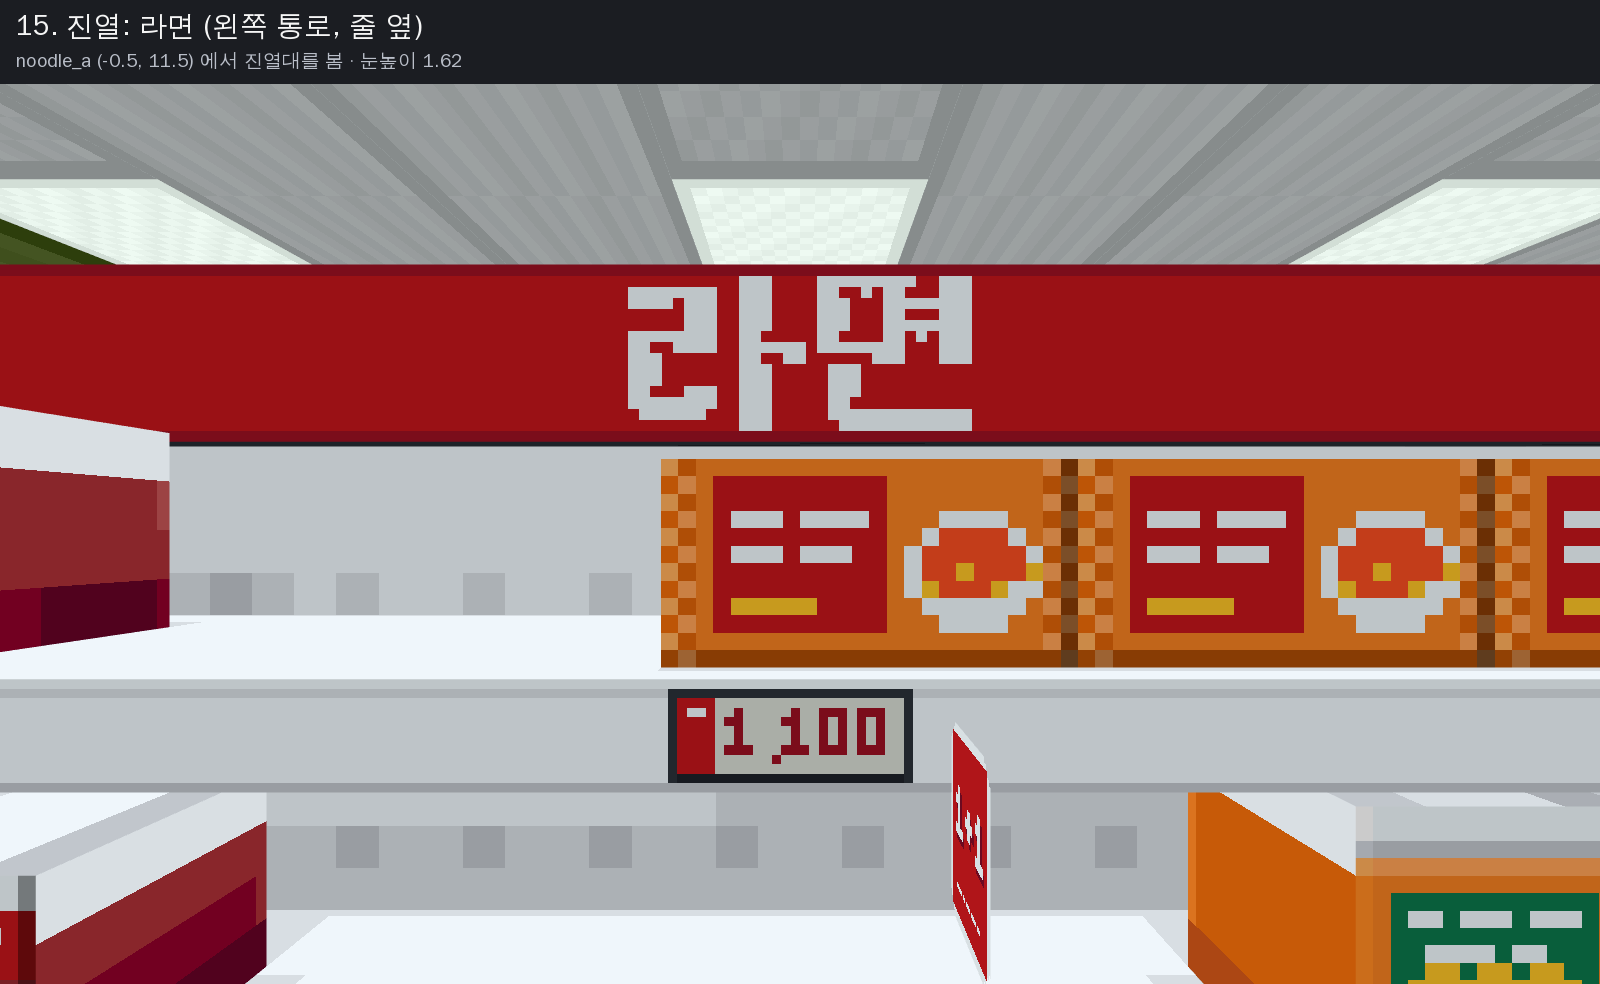 15. 진열: 라면 (왼쪽 통로, 줄 옆)
noodle_a (-0.5, 11.5) 에서 진열대를 봄 · 눈높이 1.62
라면
1,100
1+1